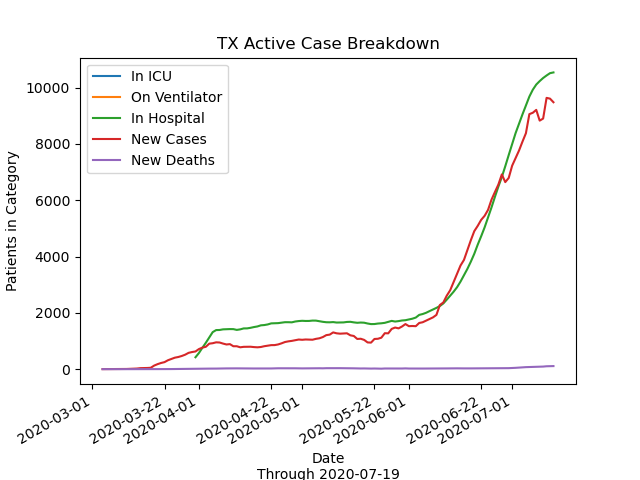 TX Active Case Breakdown
In ICU
On Ventilator
In Hospital
New Cases
New Deaths
Patients in Category
10000
8000
6000
4000
2000
0
2020-03-01
2020-03-22
2020-04-01
2020-04-22
2020-05-01
2020-05-22
2020-06-01
2020-06-22
2020-07-01
Date
Through 2020-07-19